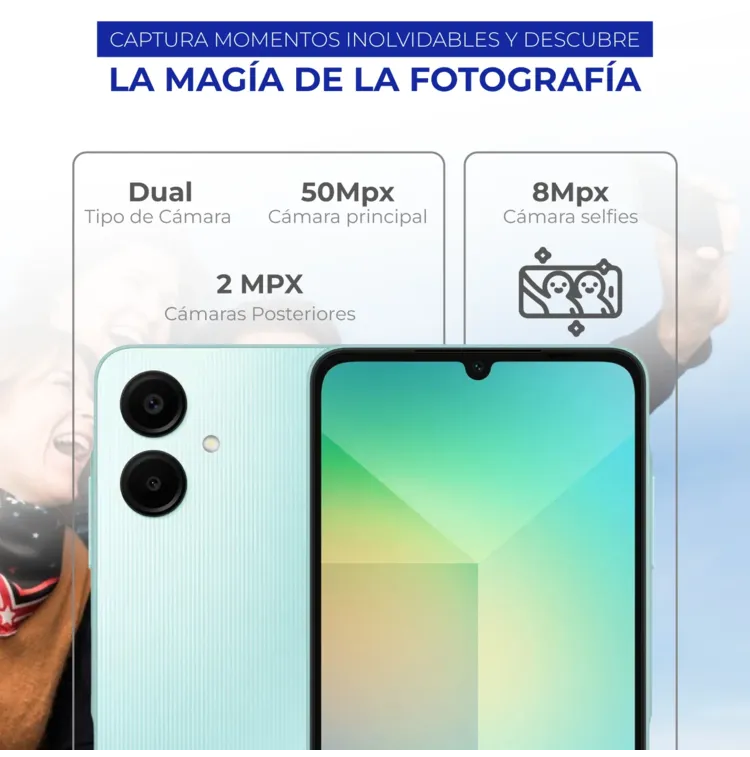 CAPTURA MOMENTOS INOLVIDABLES Y DESCUBRE
LA MAGÍA DE LA FOTOGRAFÍA
Dual
Tipo de Cámara
50Mpx
Cámara principal
2 MPX
Cámaras Posteriores
8Mpx
Cámara selfies